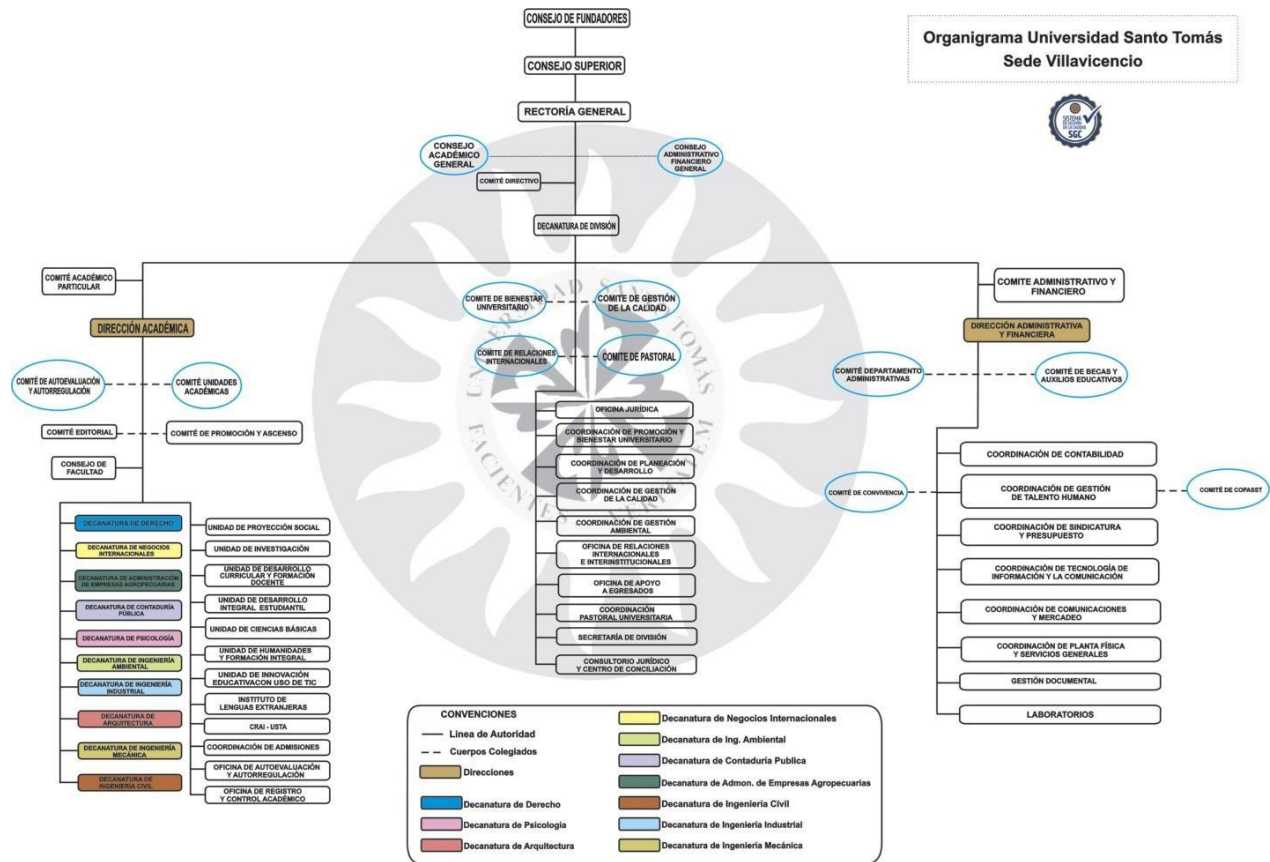 CONSEJO DE FUNDADORES
Organigrama Universidad Santo Tomás
Sede Villavicencio
CONSEJO SUPERIOR
RECTORÍA GENERAL
SISTEMA
DE GESTIÓN
DE LA CALIDAD
SGC
CONSEJO
ACADÉMICO
GENERAL
CONSEJO
ADMINISTRATIVO
FINANCIERO
GENERAL
COMITÉ DIRECTIVO
DECANATURA DE DIVISIÓN
COMITÉ ACADÉMICO
PARTICULAR
DIRECCIÓN ACADÉMICA
COMITÉ DE AUTOEVALUACIÓN
Y AUTORREGULACIÓN
COMITÉ UNIDADES
ACADÉMICAS
COMITÉ EDITORIAL
COMITÉ DE PROMOCIÓN Y ASCENSO
CONSEJO DE
FACULTAD
DECANATURA DE DERECHO
DECANATURA DE NEGOCIOS
INTERNACIONALES
DECANATURA DE ADMINISTRACIÓN
DE EMPRESAS AGROPECUARIAS
DECANATURA DE CONTADURÍA
PÚBLICA
DECANATURA DE PSICOLOGÍA
DECANATURA DE INGENIERÍA
AMBIENTAL
DECANATURA DE INGENIERÍA
INDUSTRIAL
DECANATURA DE
ARQUITECTURA
DECANATURA DE INGENIERÍA
MECÁNICA
DECANATURA DE
INGENIERÍA CIVIL
UNIDAD DE PROYECCIÓN SOCIAL
UNIDAD DE INVESTIGACIÓN
UNIDAD DE DESARROLLO
CURRICULAR Y FORMACIÓN
DOCENTE
UNIDAD DE DESARROLLO
INTEGRAL ESTUDIANTIL
UNIDAD DE CIENCIAS BÁSICAS
UNIDAD DE HUMANIDADES
Y FORMACIÓN INTEGRAL
UNIDAD DE INNOVACIÓN
EDUCATIVACON USO DE TIC
INSTITUTO DE
LENGUAS EXTRANJERAS
CRAI - USTA
COORDINACIÓN DE ADMISIONES
OFICINA DE AUTOEVALUACIÓN
Y AUTORREGULACIÓN
OFICINA DE REGISTRO
Y CONTROL ACADÉMICO
COMITE DE BIENESTAR
UNIVERSITARIO
COMITE DE GESTIÓN
DE LA CALIDAD
COMITE DE RELACIONES
INTERNACIONALES
COMITE DE PASTORAL
UNIVERSIDAD SANTO TOMÁS
FACIENTES VERITATEM
OFICINA JURÍDICA
COORDINACIÓN DE PROMOCIÓN Y
BIENESTAR UNIVERSITARIO
COORDINACIÓN DE PLANEACIÓN
Y DESARROLLO
COORDINACIÓN DE GESTIÓN
DE LA CALIDAD
COORDINACIÓN DE GESTIÓN
AMBIENTAL
OFICINA DE RELACIONES
INTERNACIONALES
E INTERINSTITUCIONALES
OFICINA DE APOYO
A EGRESADOS
COORDINACIÓN
PASTORAL UNIVERSITARIA
SECRETARÍA DE DIVISIÓN
CONSULTORIO JURÍDICO
Y CENTRO DE CONCILIACIÓN
COMITE ADMINISTRATIVO Y
FINANCIERO
DIRECCIÓN ADMINISTRATIVA
Y FINANCIERA
COMITÉ DEPARTAMENTO
ADMINISTRATIVAS
COMITÉ DE BECAS Y
AUXILIOS EDUCATIVOS
COORDINACIÓN DE CONTABILIDAD
COMITÉ DE CONVIVENCIA
COORDINACIÓN DE GESTIÓN
DE TALENTO HUMANO
COMITÉ DE COPASST
COORDINACIÓN DE SINDICATURA
Y PRESUPUESTO
COORDINACIÓN DE TECNOLOGÍA DE
INFORMACIÓN Y LA COMUNICACIÓN
COORDINACIÓN DE COMUNICACIONES
Y MERCADEO
COORDINACIÓN DE PLANTA FÍSICA
Y SERVICIOS GENERALES
GESTIÓN DOCUMENTAL
LABORATORIOS
CONVENCIONES
Linea de Autoridad
Cuerpos Colegiados
Direcciones
Decanatura de Derecho
Decanatura de Psicologia
Decanatura de Arquitectura
Decanatura de Negocios Internacionales
Decanatura de Ing. Ambiental
Decanatura de Contaduría Publica
Decanatura de Admon. de Empresas Agropecuarias
Decanatura de Ingenieria Civil
Decanatura de Ingeniería Industrial
Decanatura de Ingeniería Mecánica